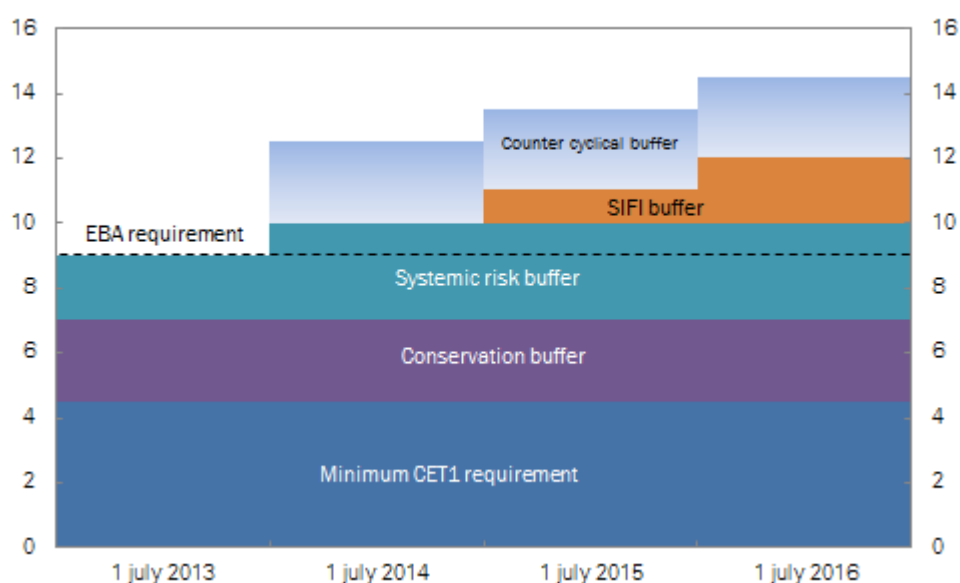 16 16
14 14
Counter cyclical buffer
12 12
SIFI buffer
10 10
EBA requirement
8 8
Systemic risk buffer
6 6
Conservation buffer
4 4
Minimum CET1 requirement
2 2
0 0
1 july 2013 1 july 2014 1 july 2015 1 july 2016